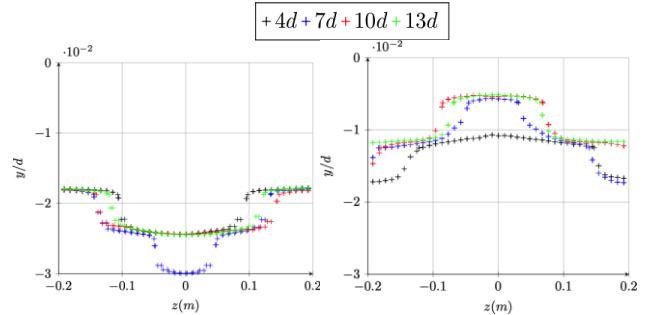 +4d +7d +10d +13d
·10⁻² ·10⁻²
0 0
−1 −1
y/d y/d
−2 −2
−3 −3
−0.2 −0.1 0 0.1 0.2 −0.2 −0.1 0 0.1 0.2
z(m) z(m)